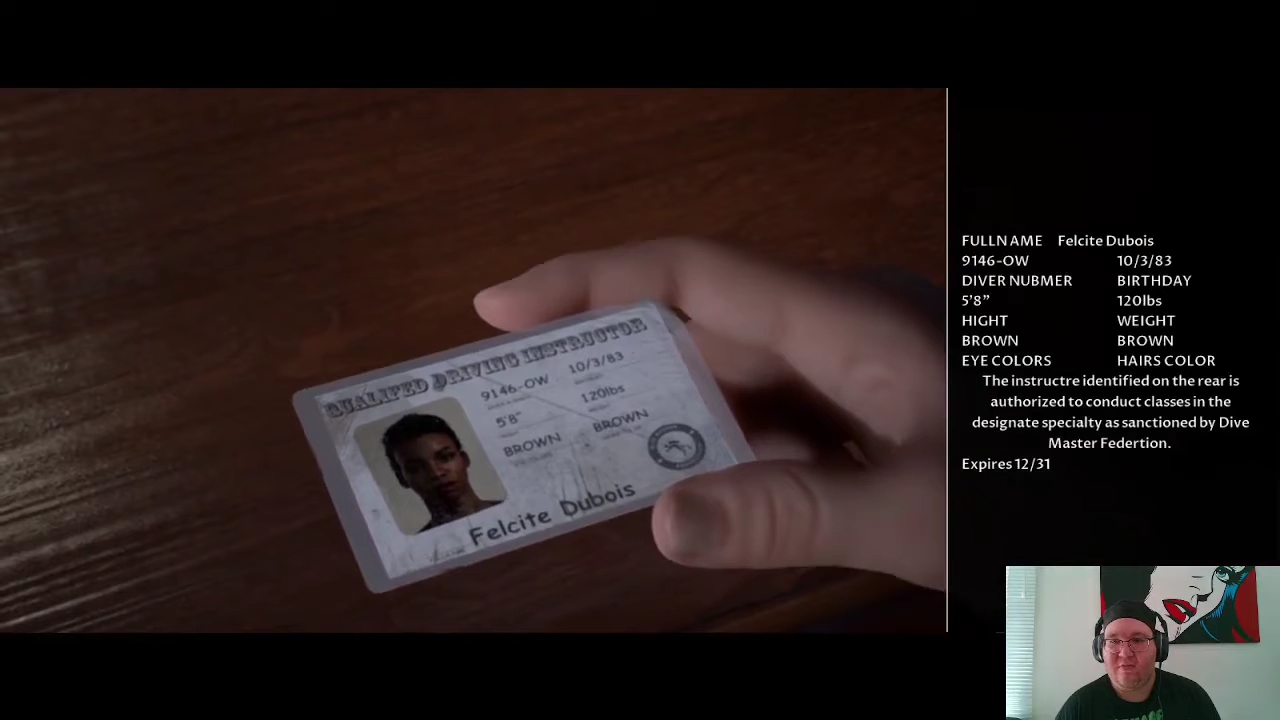 QUALIFED DRIVING INSTRUCTOR
9146-OW 10/3/83
5'8" 120lbs
BROWN BROWN
Felcite Dubois
FULLNAME Felcite Dubois
9146-OW 10/3/83
DIVER NUBMER BIRTHDAY
5'8” 120lbs
HIGHT WEIGHT
BROWN BROWN
EYE COLORS HAIRS COLOR
The instructre identified on the rear is
authorized to conduct classes in the
designate specialty as sanctioned by Dive
Master Federtion.
Expires 12/31